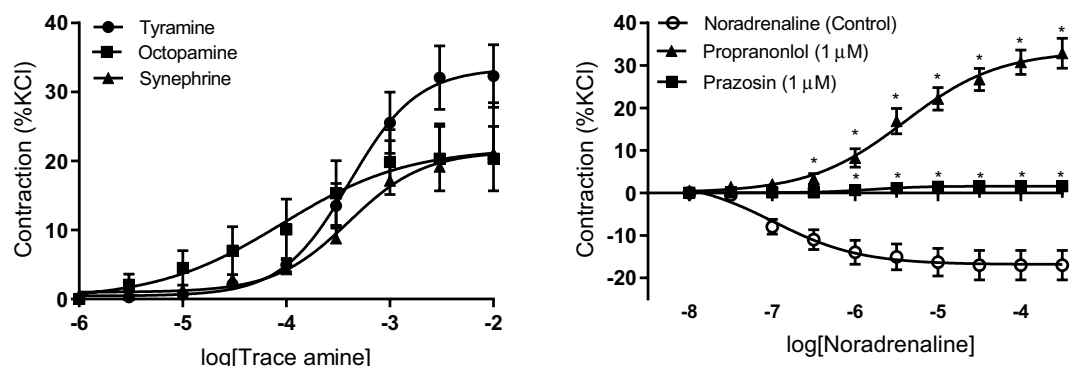 40
30
20
10
0
Contraction (%KCl)
Tyramine
Octopamine
Synephrine
-6
-5
-4
-3
-2
log[Trace amine]
40
30
20
10
0
-10
-20
Contraction (%KCl)
Noradrenaline (Control)
Propranonlol (1 μM)
Prazosin (1 μM)
* * * * * * *
* * * * * *
-8
-7
-6
-5
-4
log[Noradrenaline]